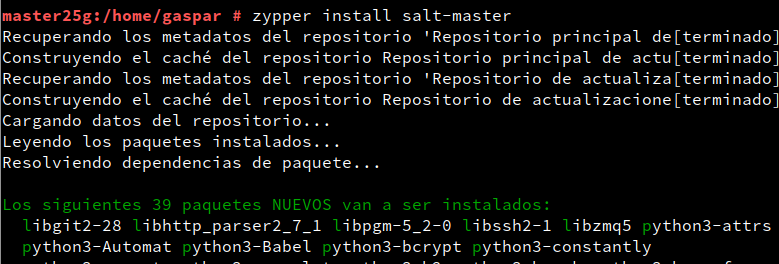 master25g:/home/gaspar # zypper install salt-master
Recuperando los metadatos del repositorio 'Repositorio principal de[terminado]
Construyendo el caché del repositorio Repositorio principal de actu[terminado]
Recuperando los metadatos del repositorio 'Repositorio de actualiza[terminado]
Construyendo el caché del repositorio Repositorio de actualizacione[terminado]
Cargando datos del repositorio...
Leyendo los paquetes instalados...
Resolviendo dependencias de paquete...
Los siguientes 39 paquetes NUEVOS van a ser instalados:
libgit2-28 libhttp_parser2_7_1 libpgm-5_2-0 libssh2-1 libzmq5 python3-attrs
python3-Automat python3-Babel python3-bcrypt python3-constantly